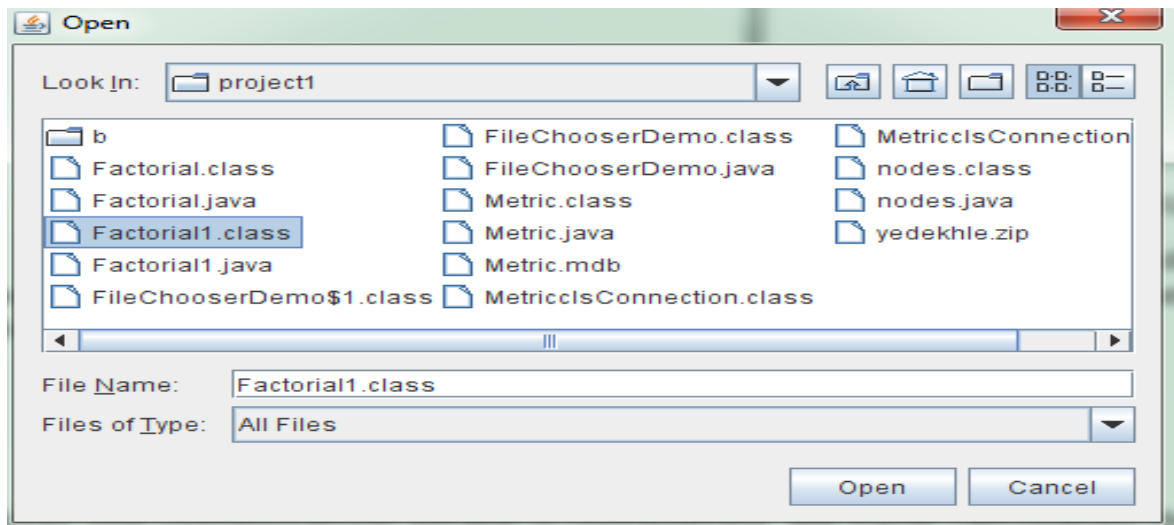 Open
Look In: project1
b
Factorial.class
Factorial.java
Factorial1.class
Factorial1.java
FileChooserDemo$1.class
FileChooserDemo.class
FileChooserDemo.java
Metric.class
Metric.java
Metric.mdb
MetricclsConnection.class
MetricclsConnection
nodes.class
nodes.java
yedekhle.zip
File Name: Factorial1.class
Files of Type: All Files
Open Cancel